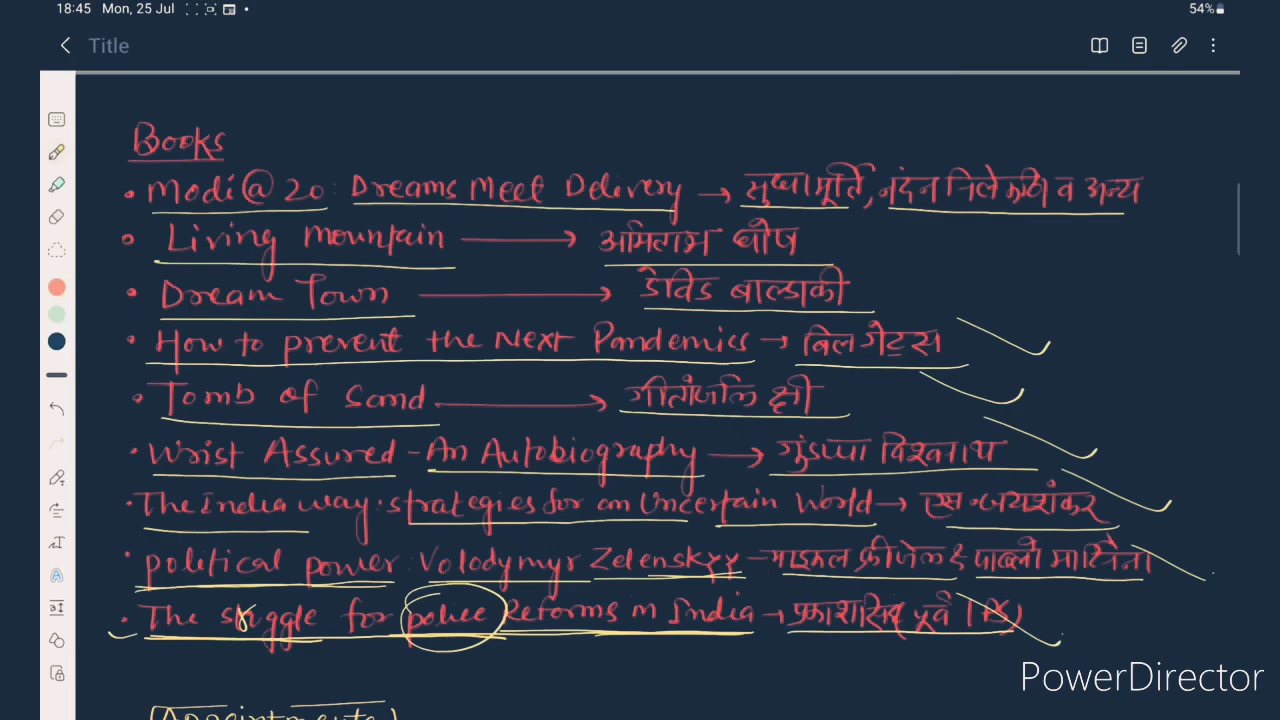 18:45 Mon, 25 Jul
54%
Title
Books
• Modi@20: Dreams Meet Delivery → सुधा मूर्ति, नंदन निलेकणी व अन्य
• Living mountain → अमिताभ घोष
• Dream Town → डेविड बाल्डाकी
• How to prevent the Next Pandemics → बिल गेट्स
• Tomb of Sand → गीतांजलि श्री
• Wrist Assured - An Autobiography → गुंडप्पा विश्वनाथ
• The India way: strategies for an Uncertain World → एस. जयशंकर
• political power: Volodymyr Zelenskyy - माइकल फ्रीजेल & पाब्लो मार्टिनेना
• The struggle for police Reforms in India → प्रकाश सिंह पूर्व IPS
(Appointments)
PowerDirector